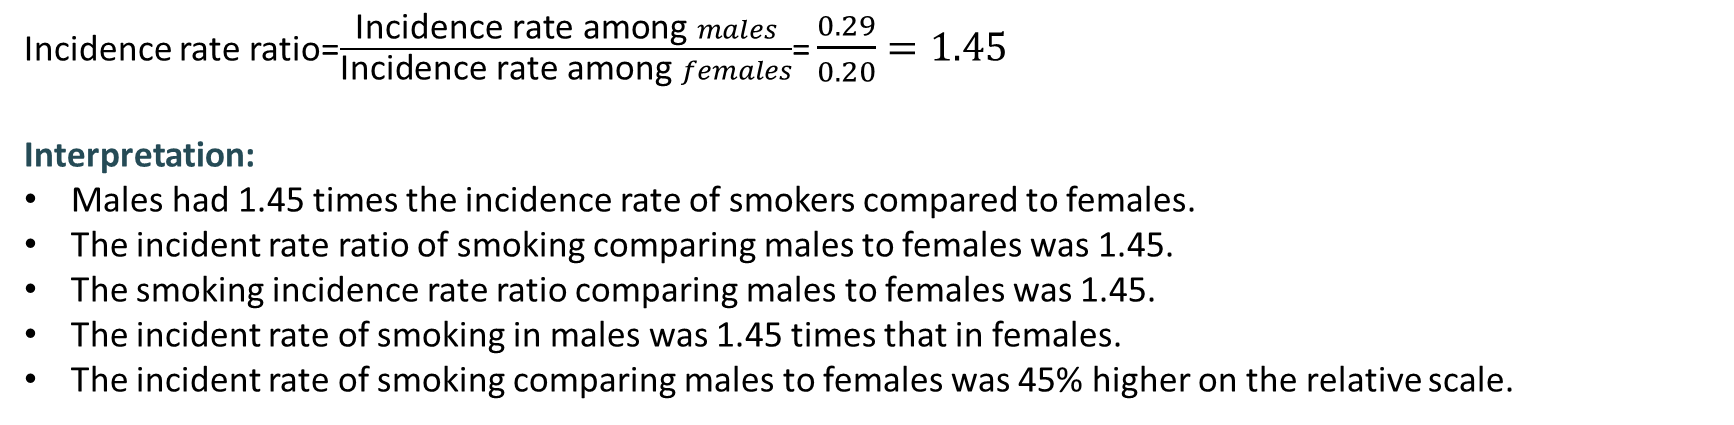 Incidence rate ratio=Incidence rate among males/Incidence rate among females=0.29/0.20 = 1.45
Interpretation:
• Males had 1.45 times the incidence rate of smokers compared to females.
• The incident rate ratio of smoking comparing males to females was 1.45.
• The smoking incidence rate ratio comparing males to females was 1.45.
• The incident rate of smoking in males was 1.45 times that in females.
• The incident rate of smoking comparing males to females was 45% higher on the relative scale.